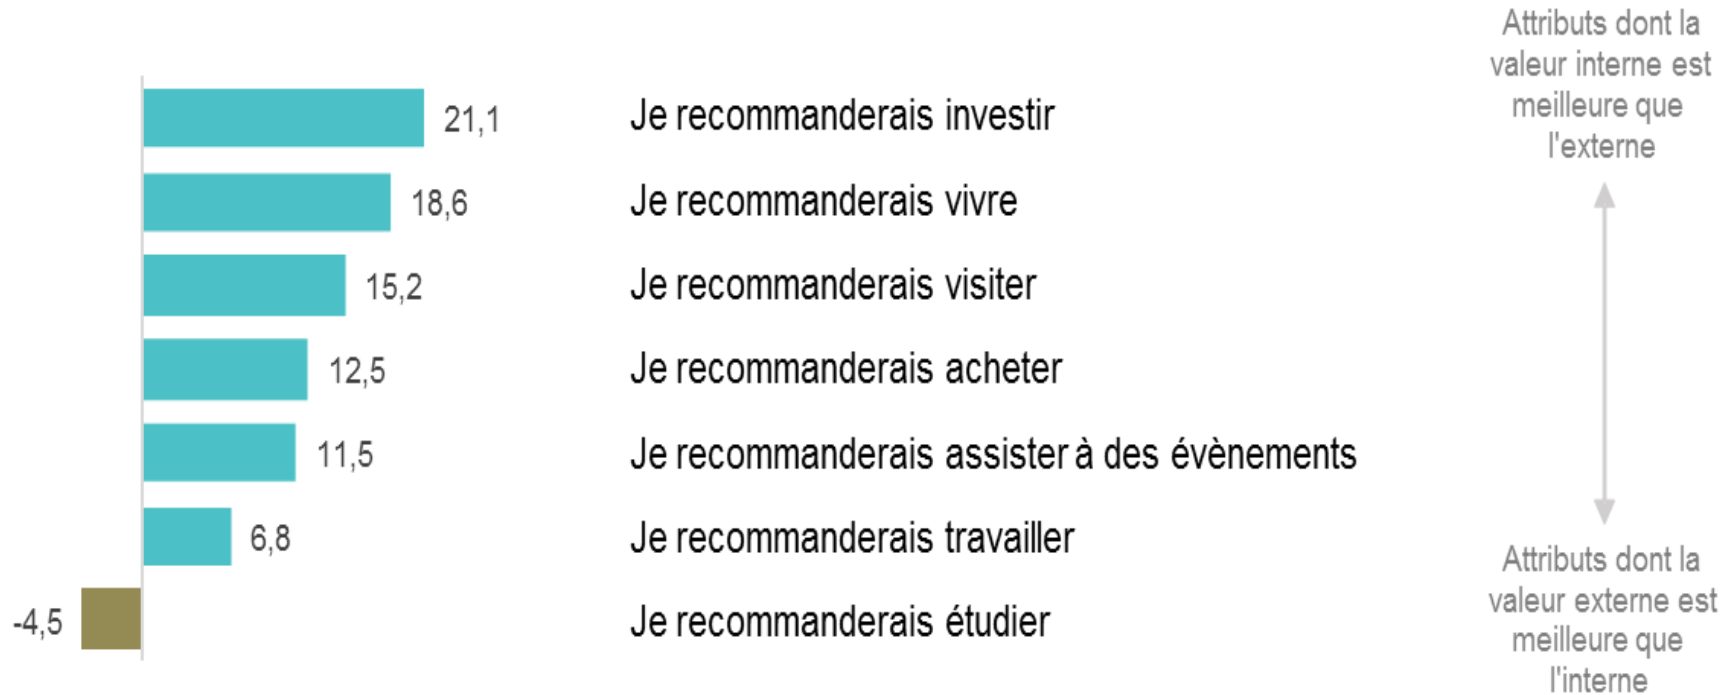 21,1 Je recommanderais investir
18,6 Je recommanderais vivre
15,2 Je recommanderais visiter
12,5 Je recommanderais acheter
11,5 Je recommanderais assister à des évènements
6,8 Je recommanderais travailler
-4,5 Je recommanderais étudier
Attributs dont la
valeur interne est
meilleure que
l'externe
Attributs dont la
valeur externe est
meilleure que
l'interne